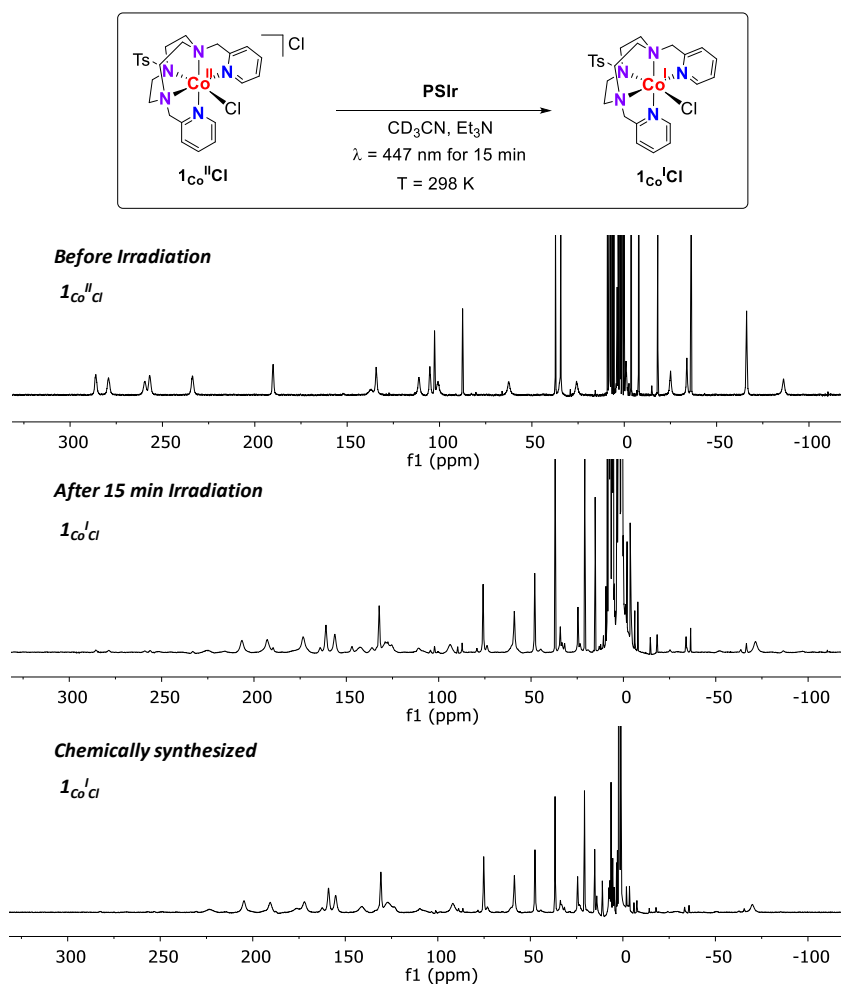 Ts N N N N N Co II Cl ] Cl
1CoIICl
PSIr
CD3CN, Et3N
λ = 447 nm for 15 min
T = 298 K
Ts N N N N N Co I Cl
1CoICl
Before Irradiation
1CoIICl
300 250 200 150 100 50 0 -50 -100
f1 (ppm)
After 15 min Irradiation
1CoICl
300 250 200 150 100 50 0 -50 -100
f1 (ppm)
Chemically synthesized
1CoICl
300 250 200 150 100 50 0 -50 -100
f1 (ppm)